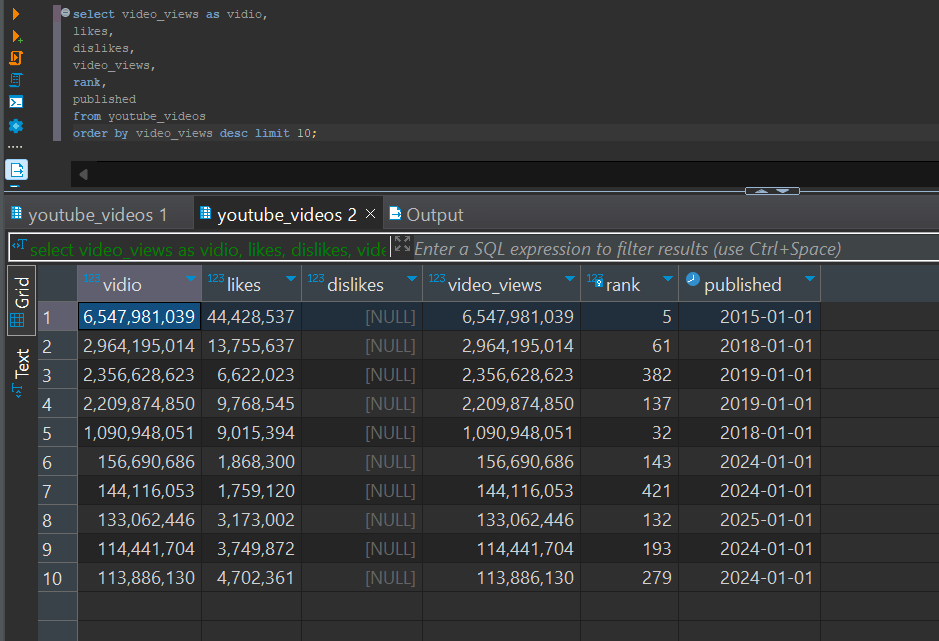 select video_views as vidio,
likes,
dislikes,
video_views,
rank,
published
from youtube_videos
order by video_views desc limit 10;
youtube_videos 1 youtube_videos 2 × Output
select video_views as vidio, likes, dislikes, vide Enter a SQL expression to filter results (use Ctrl+Space)
Grid
Text
123 vidio 123 likes 123 dislikes 123 video_views 123 rank published
1 6,547,981,039 44,428,537 [NULL] 6,547,981,039 5 2015-01-01
2 2,964,195,014 13,755,637 [NULL] 2,964,195,014 61 2018-01-01
3 2,356,628,623 6,622,023 [NULL] 2,356,628,623 382 2019-01-01
4 2,209,874,850 9,768,545 [NULL] 2,209,874,850 137 2019-01-01
5 1,090,948,051 9,015,394 [NULL] 1,090,948,051 32 2018-01-01
6 156,690,686 1,868,300 [NULL] 156,690,686 143 2024-01-01
7 144,116,053 1,759,120 [NULL] 144,116,053 421 2024-01-01
8 133,062,446 3,173,002 [NULL] 133,062,446 132 2025-01-01
9 114,441,704 3,749,872 [NULL] 114,441,704 193 2024-01-01
10 113,886,130 4,702,361 [NULL] 113,886,130 279 2024-01-01